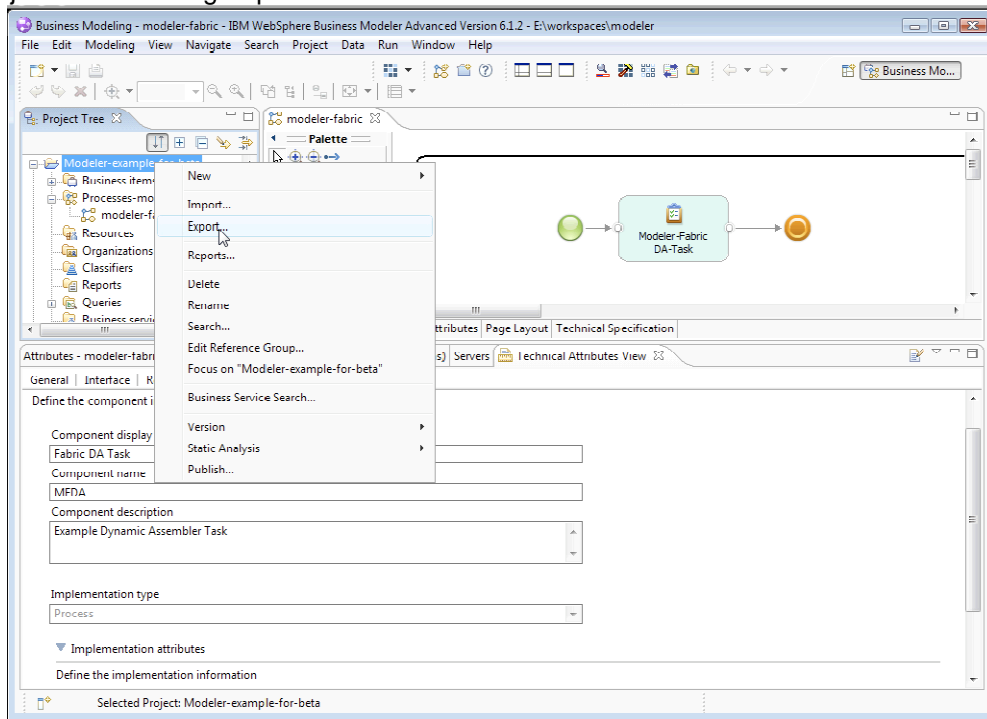 Business Modeling - modeler-fabric - IBM WebSphere Business Modeler Advanced Version 6.1.2 - E:\workspaces\modeler
File Edit Modeling View Navigate Search Project Data Run Window Help
Business Mo...
Project Tree
modeler-fabric
Palette
Modeler-example-for-beta
Business items
Processes-mo
modeler-fa
Resources
Organizations
Classifiers
Reports
Queries
Business servi
New
Import...
Export...
Reports...
Delete
Rename
Search...
Edit Reference Group...
Focus on "Modeler-example-for-beta"
Business Service Search...
Version
Static Analysis
Publish...
Modeler-Fabric
DA-Task
ttributes Page Layout Technical Specification
Attributes - modeler-fabri
s) Servers Technical Attributes View
General Interface R
Define the component i
Component display
Fabric DA Task
Component name
MFDA
Component description
Example Dynamic Assembler Task
Implementation type
Process
Implementation attributes
Define the implementation information
Selected Project: Modeler-example-for-beta